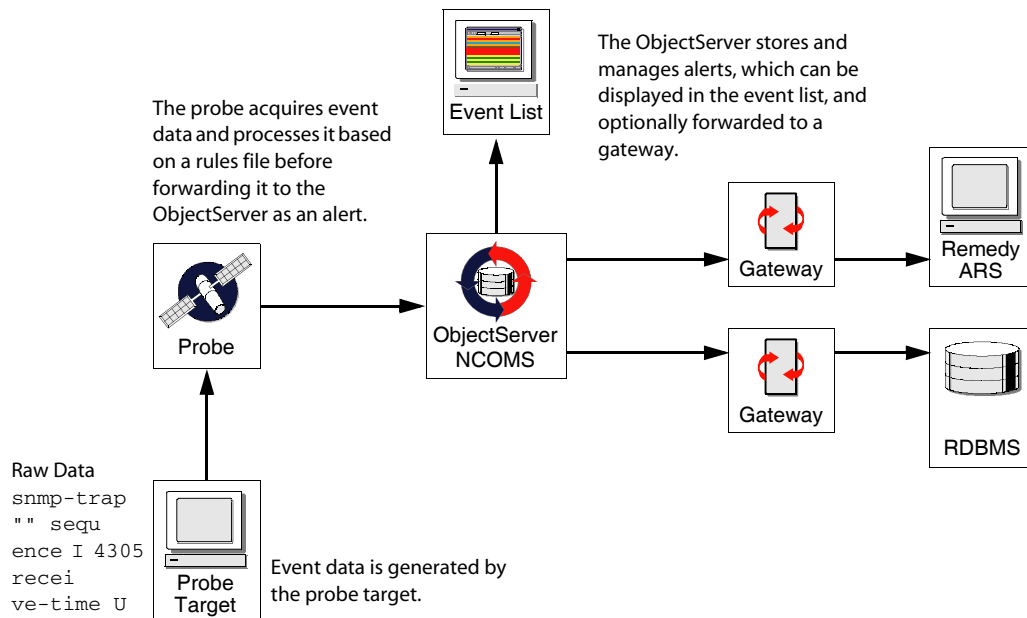 Event List
The ObjectServer stores and
manages alerts, which can be
displayed in the event list, and
optionally forwarded to a
gateway.
The probe acquires event
data and processes it based
on a rules file before
forwarding it to the
ObjectServer as an alert.
Probe
ObjectServer
NCOMS
Gateway
Remedy
ARS
Gateway
RDBMS
Raw Data
snmp-trap
"" sequ
ence I 4305
recei
ve-time U
Probe
Target
Event data is generated by
the probe target.